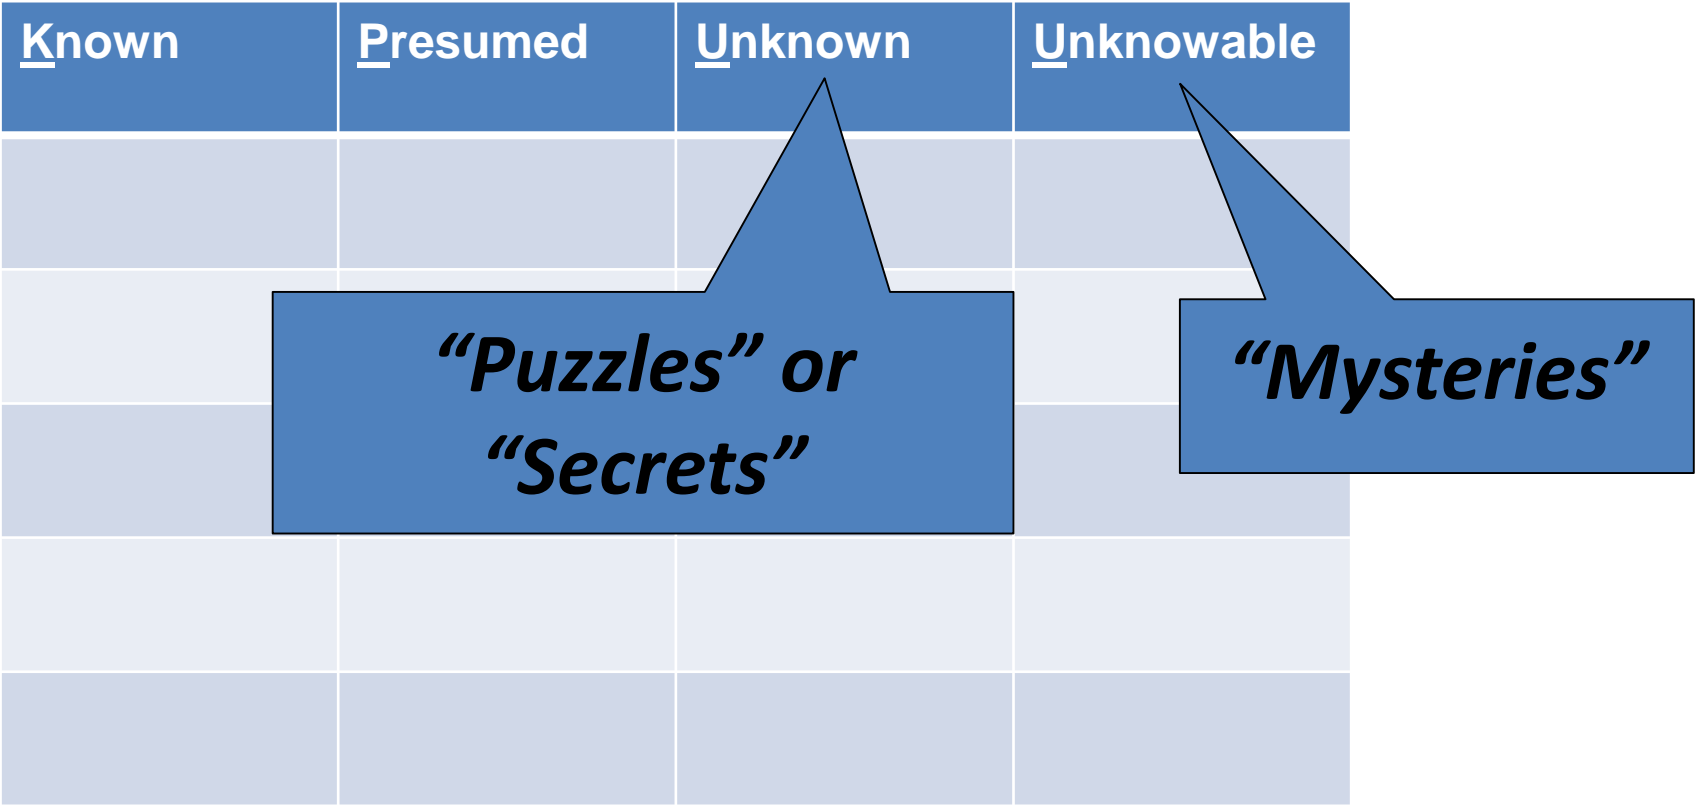 Known
Presumed
Unknown
Unknowable
“Puzzles” or
“Secrets”
“Mysteries”